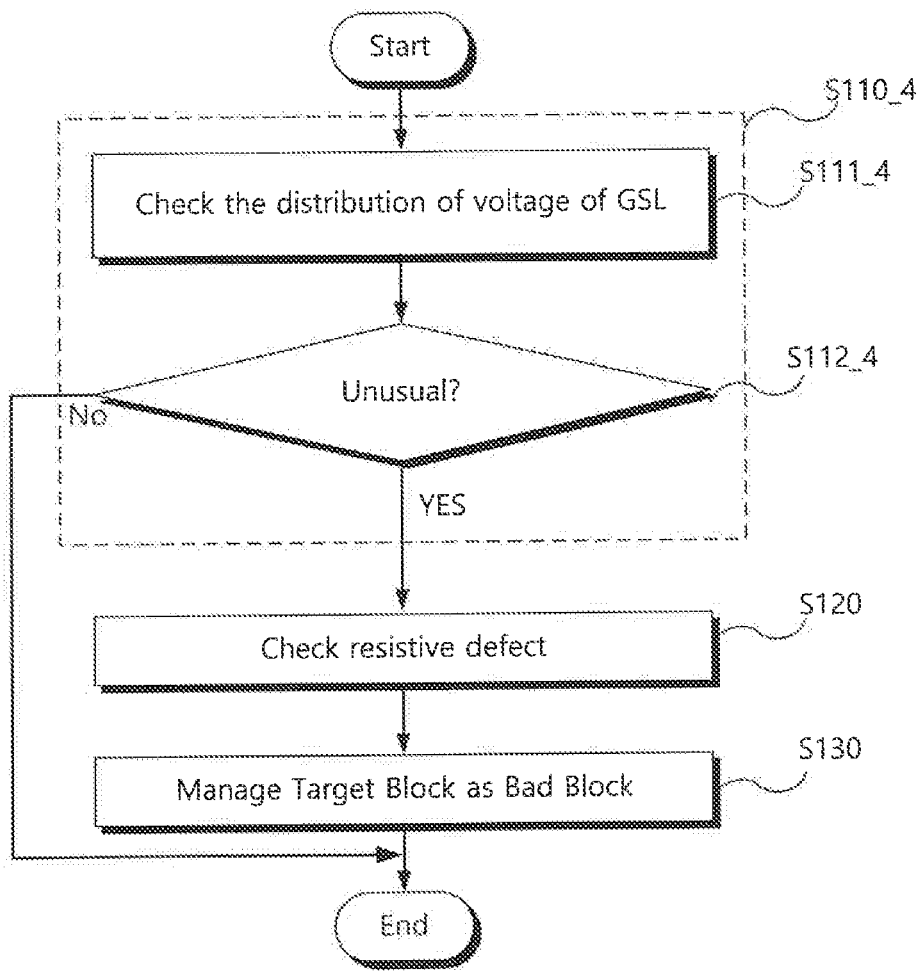 Start
S110_4
Check the distribution of voltage of GSL
S111_4
Unusual?
S112_4
No
YES
Check resistive defect
S120
Manage Target Block as Bad Block
S130
End